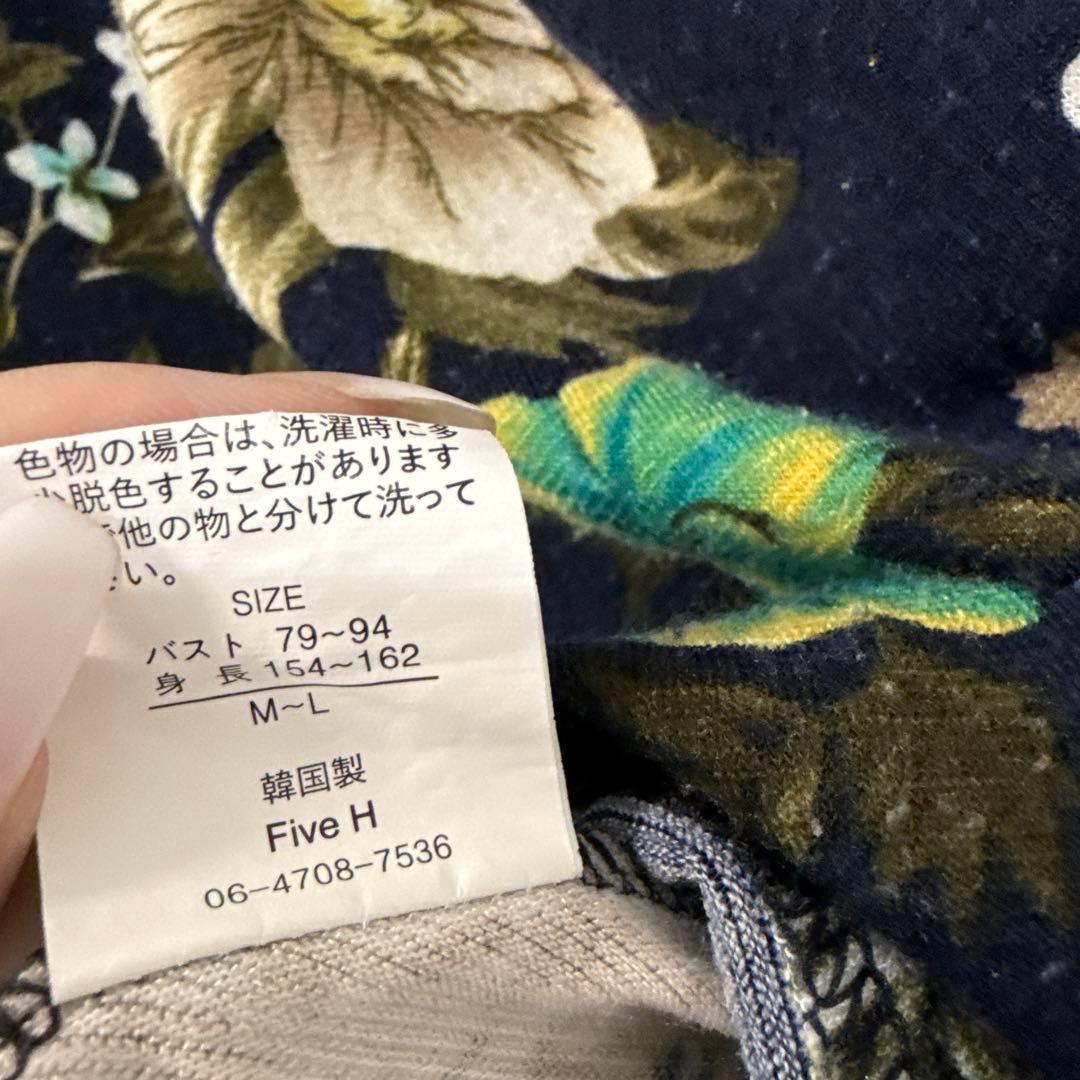 色物の場合は、洗濯時に多
少脱色することがあります
他の物と分けて洗って
い。
SIZE
バスト 79~94
身 長 154~162
M~L
韓国製
Five H
06-4708-7536